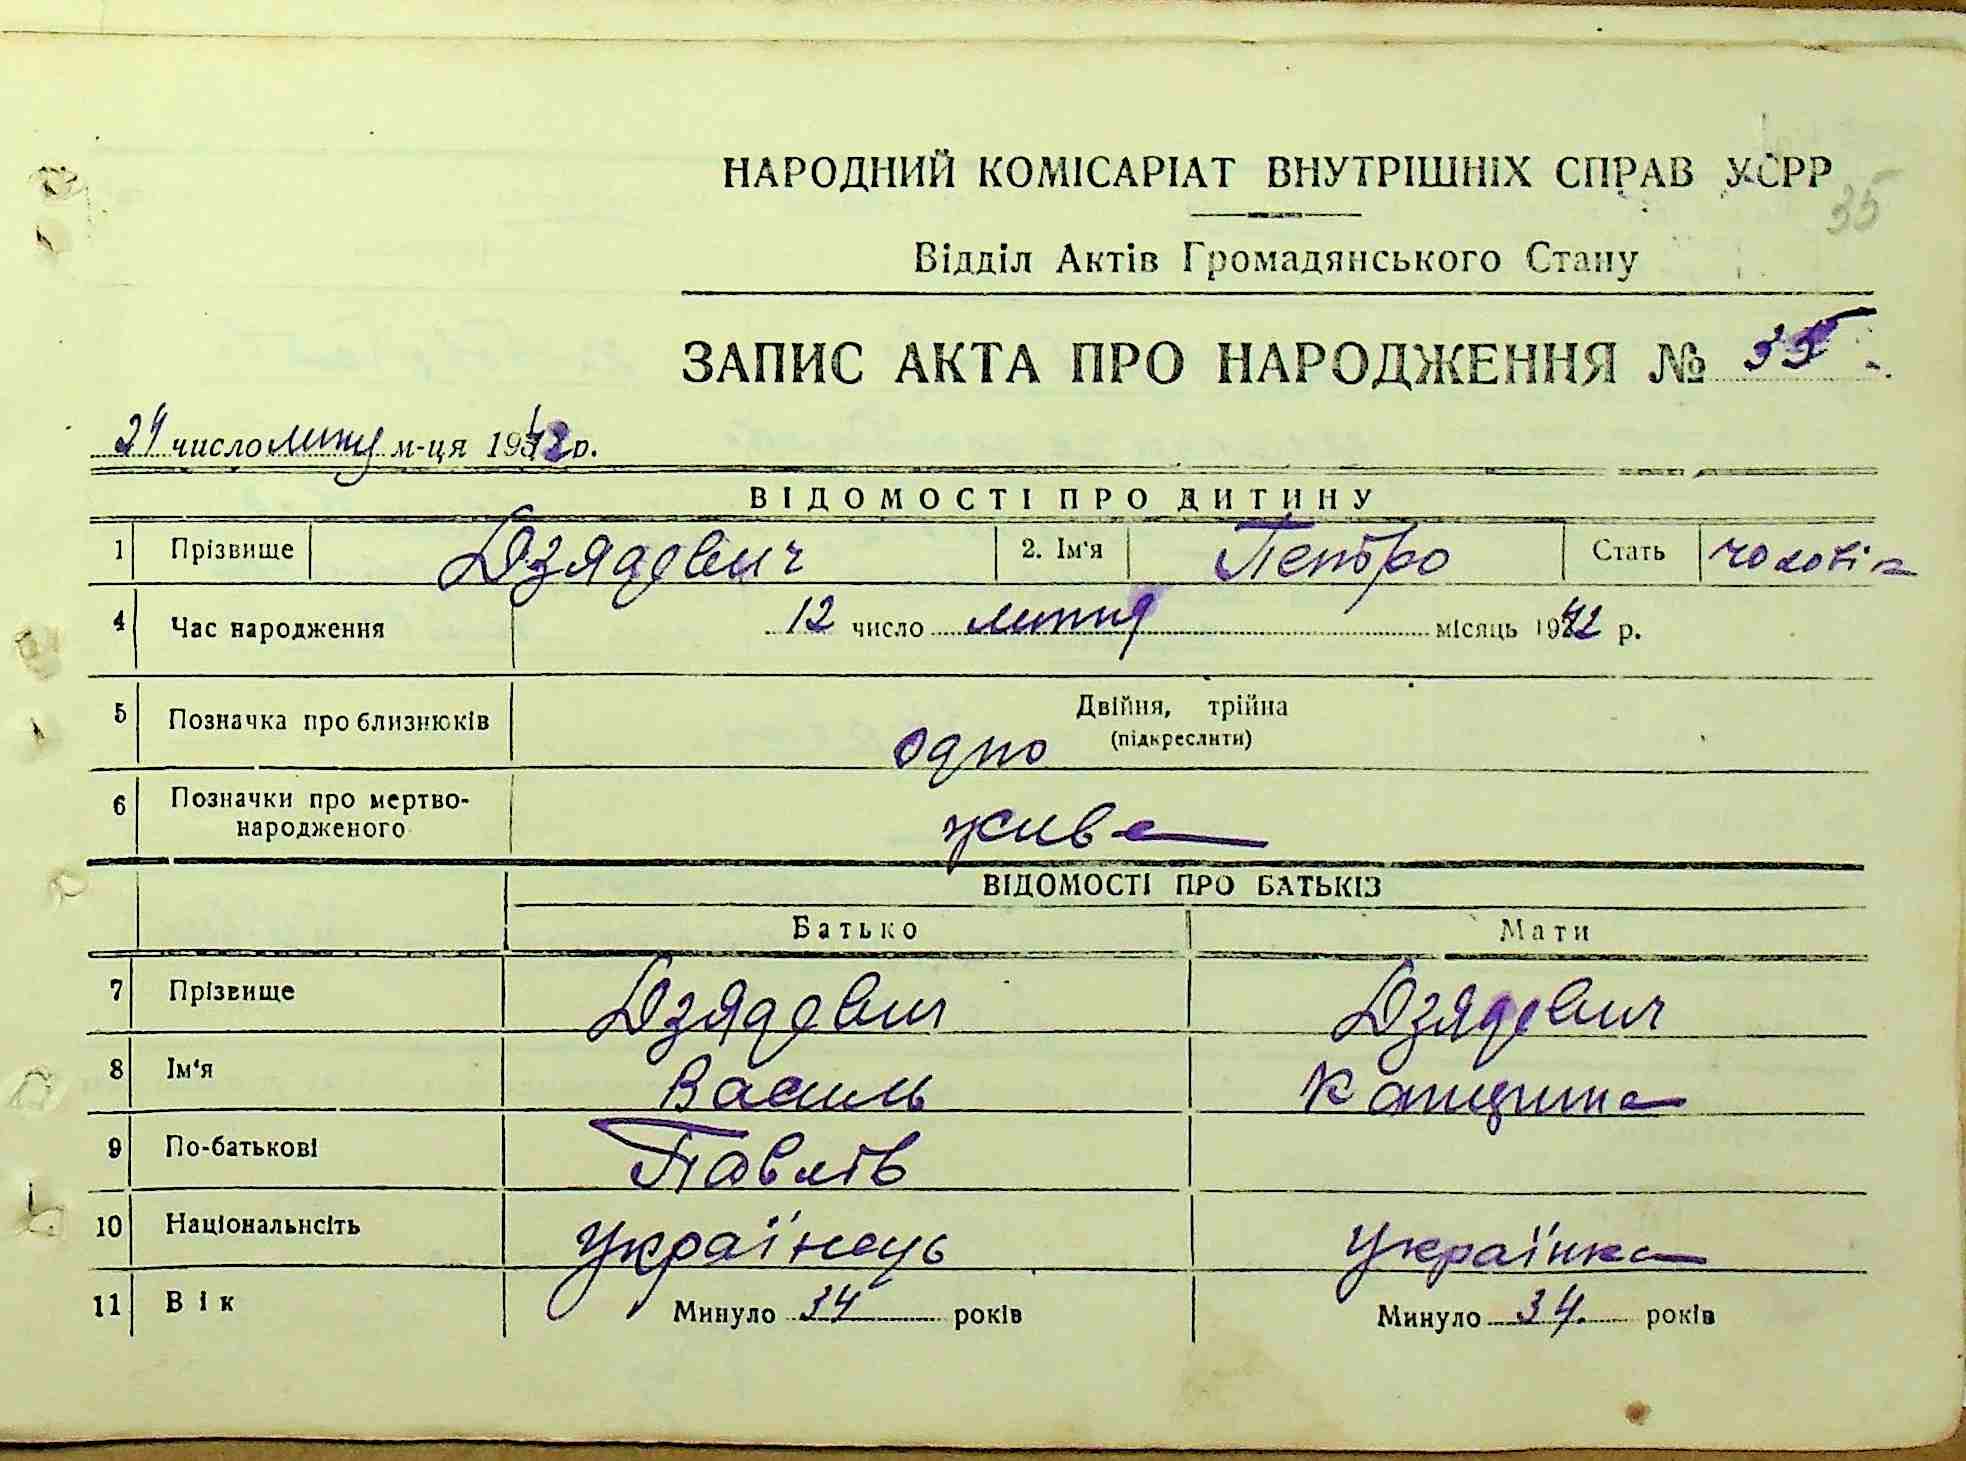 НАРОДНИЙ КОМІСАРІАТ ВНУТРІШНІХ СПРАВ УСРР
35
Відділ Актів Громадянського Стану
ЗАПИС АКТА ПРО НАРОДЖЕННЯ № 35.
24 число липня м-ця 1942 р.
ВІДОМОСТІ ПРО ДИТИНУ
1 Прізвище Дзядевич 2. Ім'я Петро Стать чоловіча
4 Час народження 12 число липня місяць 1942 р.
5 Позначка про близнюків Двійня, трійна
(підкреслити)
одно
6 Позначки про мертво-
народженого
живе
ВІДОМОСТІ ПРО БАТЬКІЗ
Батько Мати
7 Прізвище Дзядевич Дзядевич
8 Ім'я Василь
9 По-батькові Павлів
10 Національнсіть Українець Українка
11 Вік Минуло 34 років Минуло 34. років